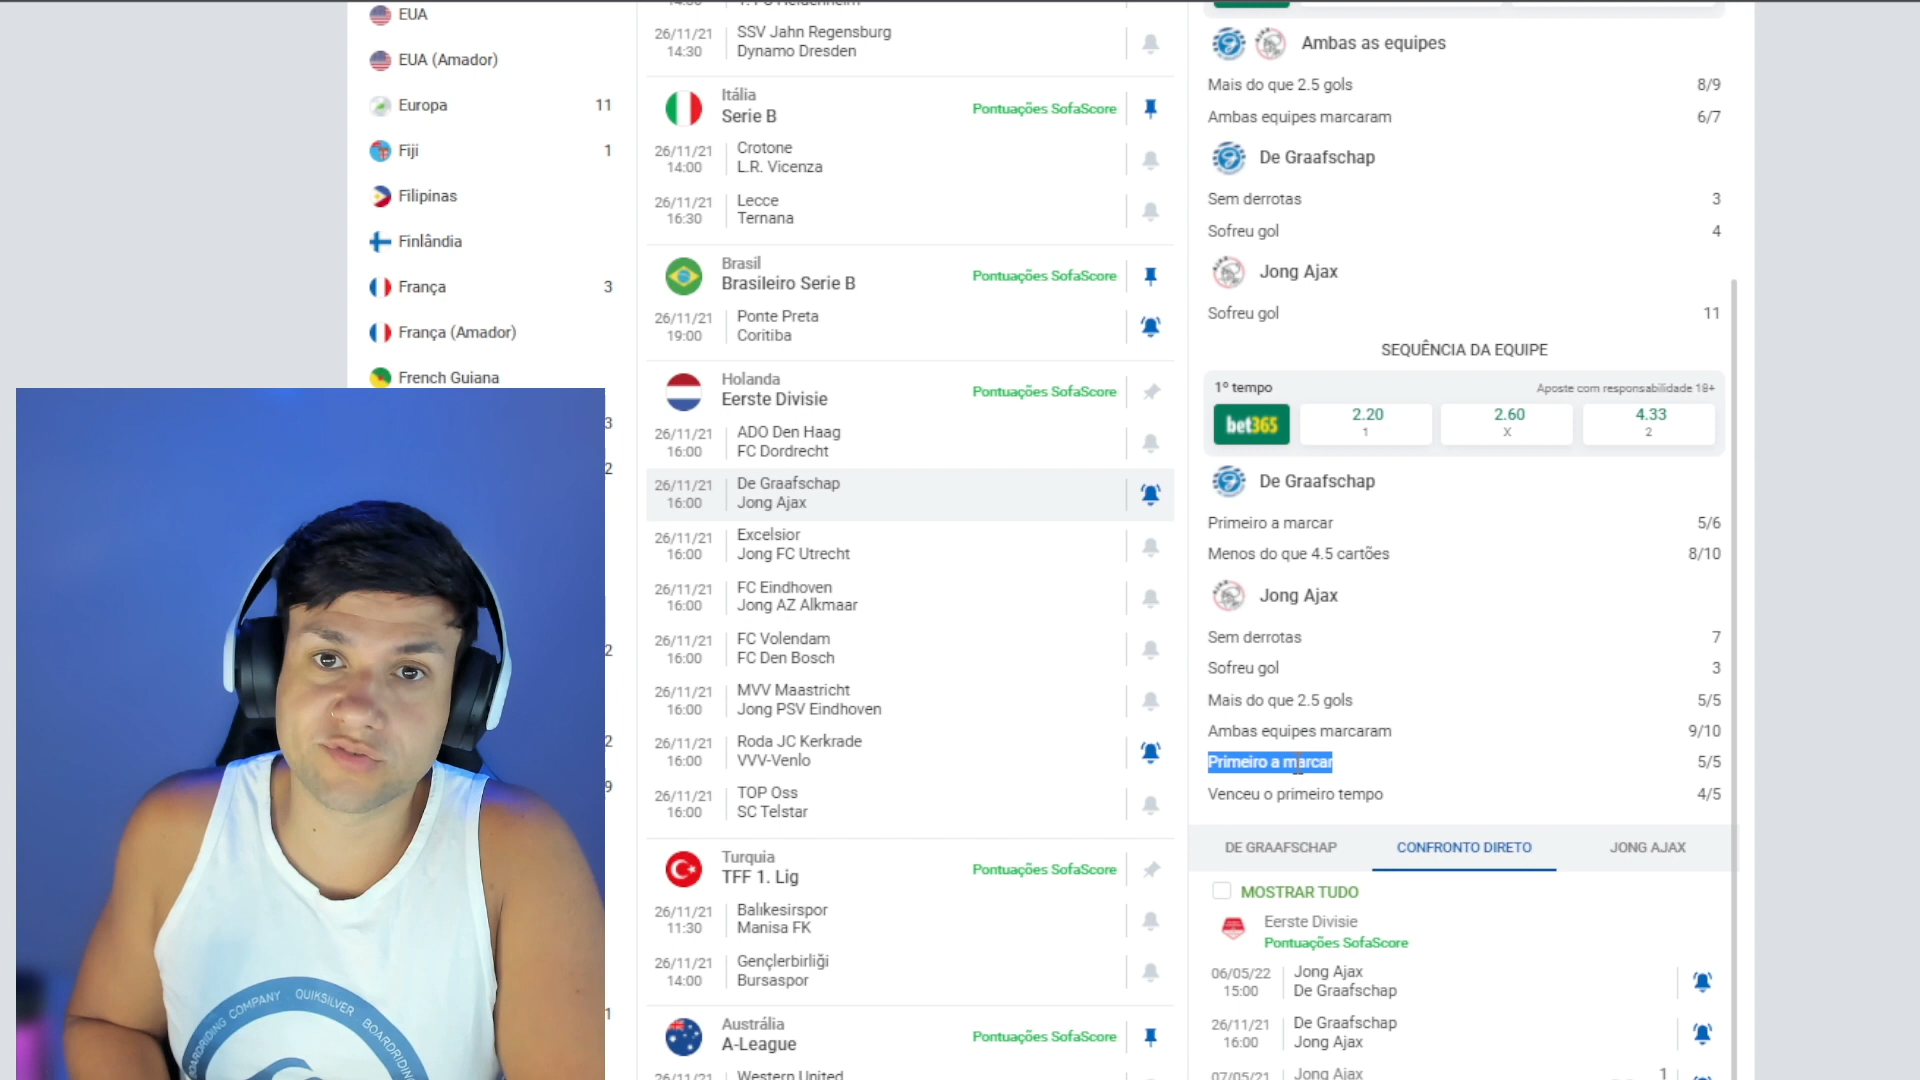 EUA
EUA (Amador)
Europa 11
Fiji 1
Filipinas
Finlândia
França 3
França (Amador)
French Guiana
3
2
2
2
9
1
26/11/21 SSV Jahn Regensburg
14:30 Dynamo Dresden
Itália
Serie B
Pontuações SofaScore
26/11/21 Crotone
14:00 L.R. Vicenza
26/11/21 Lecce
16:30 Ternana
Brasil
Brasileiro Serie B
Pontuações SofaScore
26/11/21 Ponte Preta
19:00 Coritiba
Holanda
Eerste Divisie
Pontuações SofaScore
26/11/21 ADO Den Haag
16:00 FC Dordrecht
26/11/21 De Graafschap
16:00 Jong Ajax
26/11/21 Excelsior
16:00 Jong FC Utrecht
26/11/21 FC Eindhoven
16:00 Jong AZ Alkmaar
26/11/21 FC Volendam
16:00 FC Den Bosch
26/11/21 MVV Maastricht
16:00 Jong PSV Eindhoven
26/11/21 Roda JC Kerkrade
16:00 VVV-Venlo
26/11/21 TOP Oss
16:00 SC Telstar
Turquia
TFF 1. Lig
Pontuações SofaScore
26/11/21 Balıkesirspor
11:30 Manisa FK
26/11/21 Gençlerbirliği
14:00 Bursaspor
Austrália
A-League
Pontuações SofaScore
26/11/21 Western United
Ambas as equipes
Mais do que 2.5 gols 8/9
Ambas equipes marcaram 6/7
De Graafschap
Sem derrotas 3
Sofreu gol 4
Jong Ajax
Sofreu gol 11
SEQUÊNCIA DA EQUIPE
1º tempo Aposte com responsabilidade 18+
bet365 2.20 2.60 4.33
1 X 2
De Graafschap
Primeiro a marcar 5/6
Menos do que 4.5 cartões 8/10
Jong Ajax
Sem derrotas 7
Sofreu gol 3
Mais do que 2.5 gols 5/5
Ambas equipes marcaram 9/10
Primeiro a marcar 5/5
Venceu o primeiro tempo 4/5
DE GRAAFSCHAP CONFRONTO DIRETO JONG AJAX
MOSTRAR TUDO
Eerste Divisie
Pontuações SofaScore
06/05/22 Jong Ajax
15:00 De Graafschap
26/11/21 De Graafschap
16:00 Jong Ajax
07/05/21 Jong Ajax 1
BOARDRIDING COMPANY · QUIKSILVER · BOARDRIDING